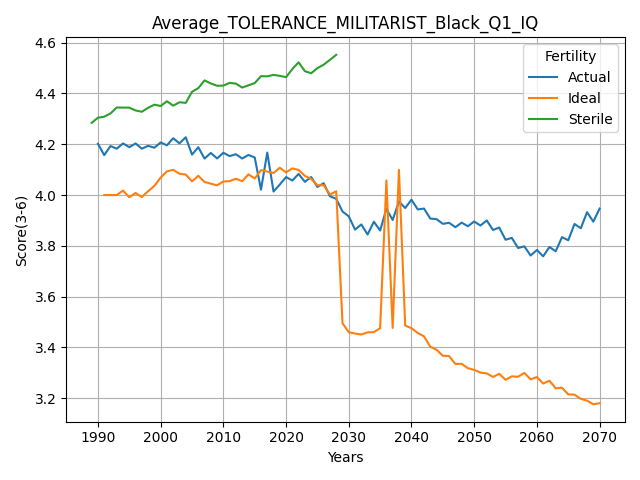 Average_TOLERANCE_MILITARIST_Black_Q1_IQ
Fertility
Actual
Ideal
Sterile
Score(3-6)
4.6
4.4
4.2
4.0
3.8
3.6
3.4
3.2
1990 2000 2010 2020 2030 2040 2050 2060 2070
Years